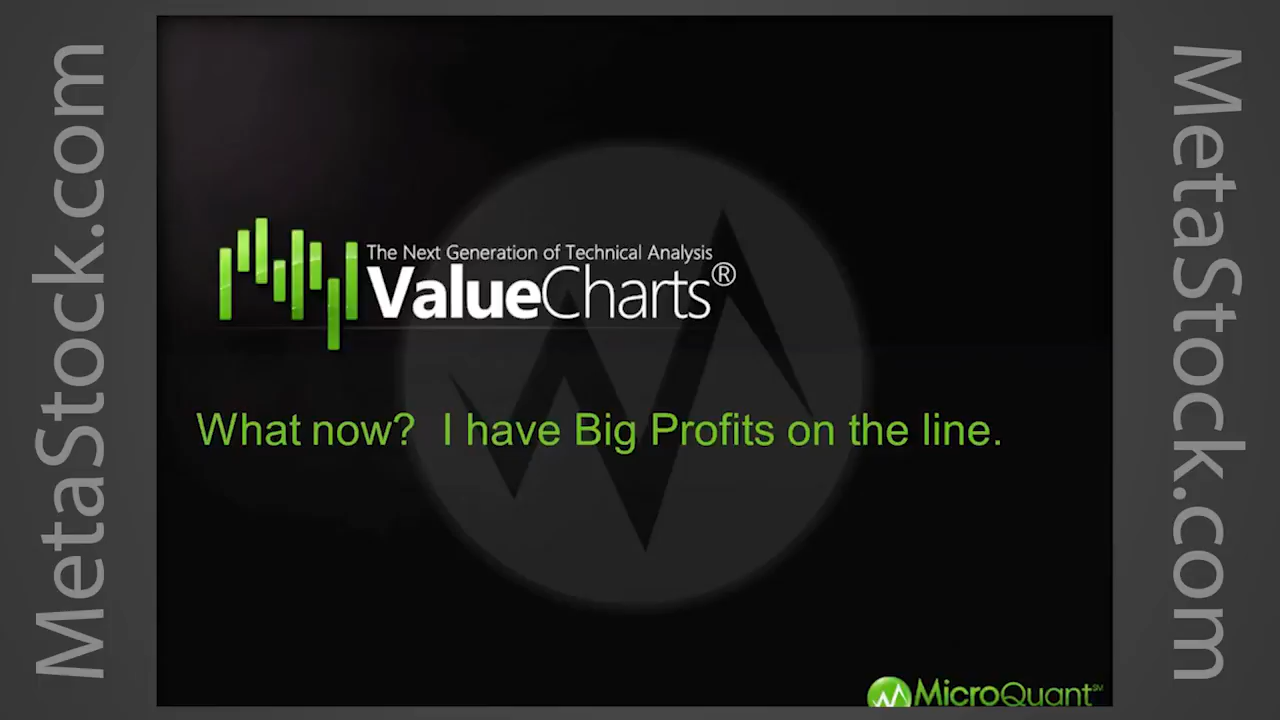 MetaStock.com
The Next Generation of Technical Analysis
ValueCharts®
What now?  I have Big Profits on the line.
MicroQuant℠
MetaStock.com